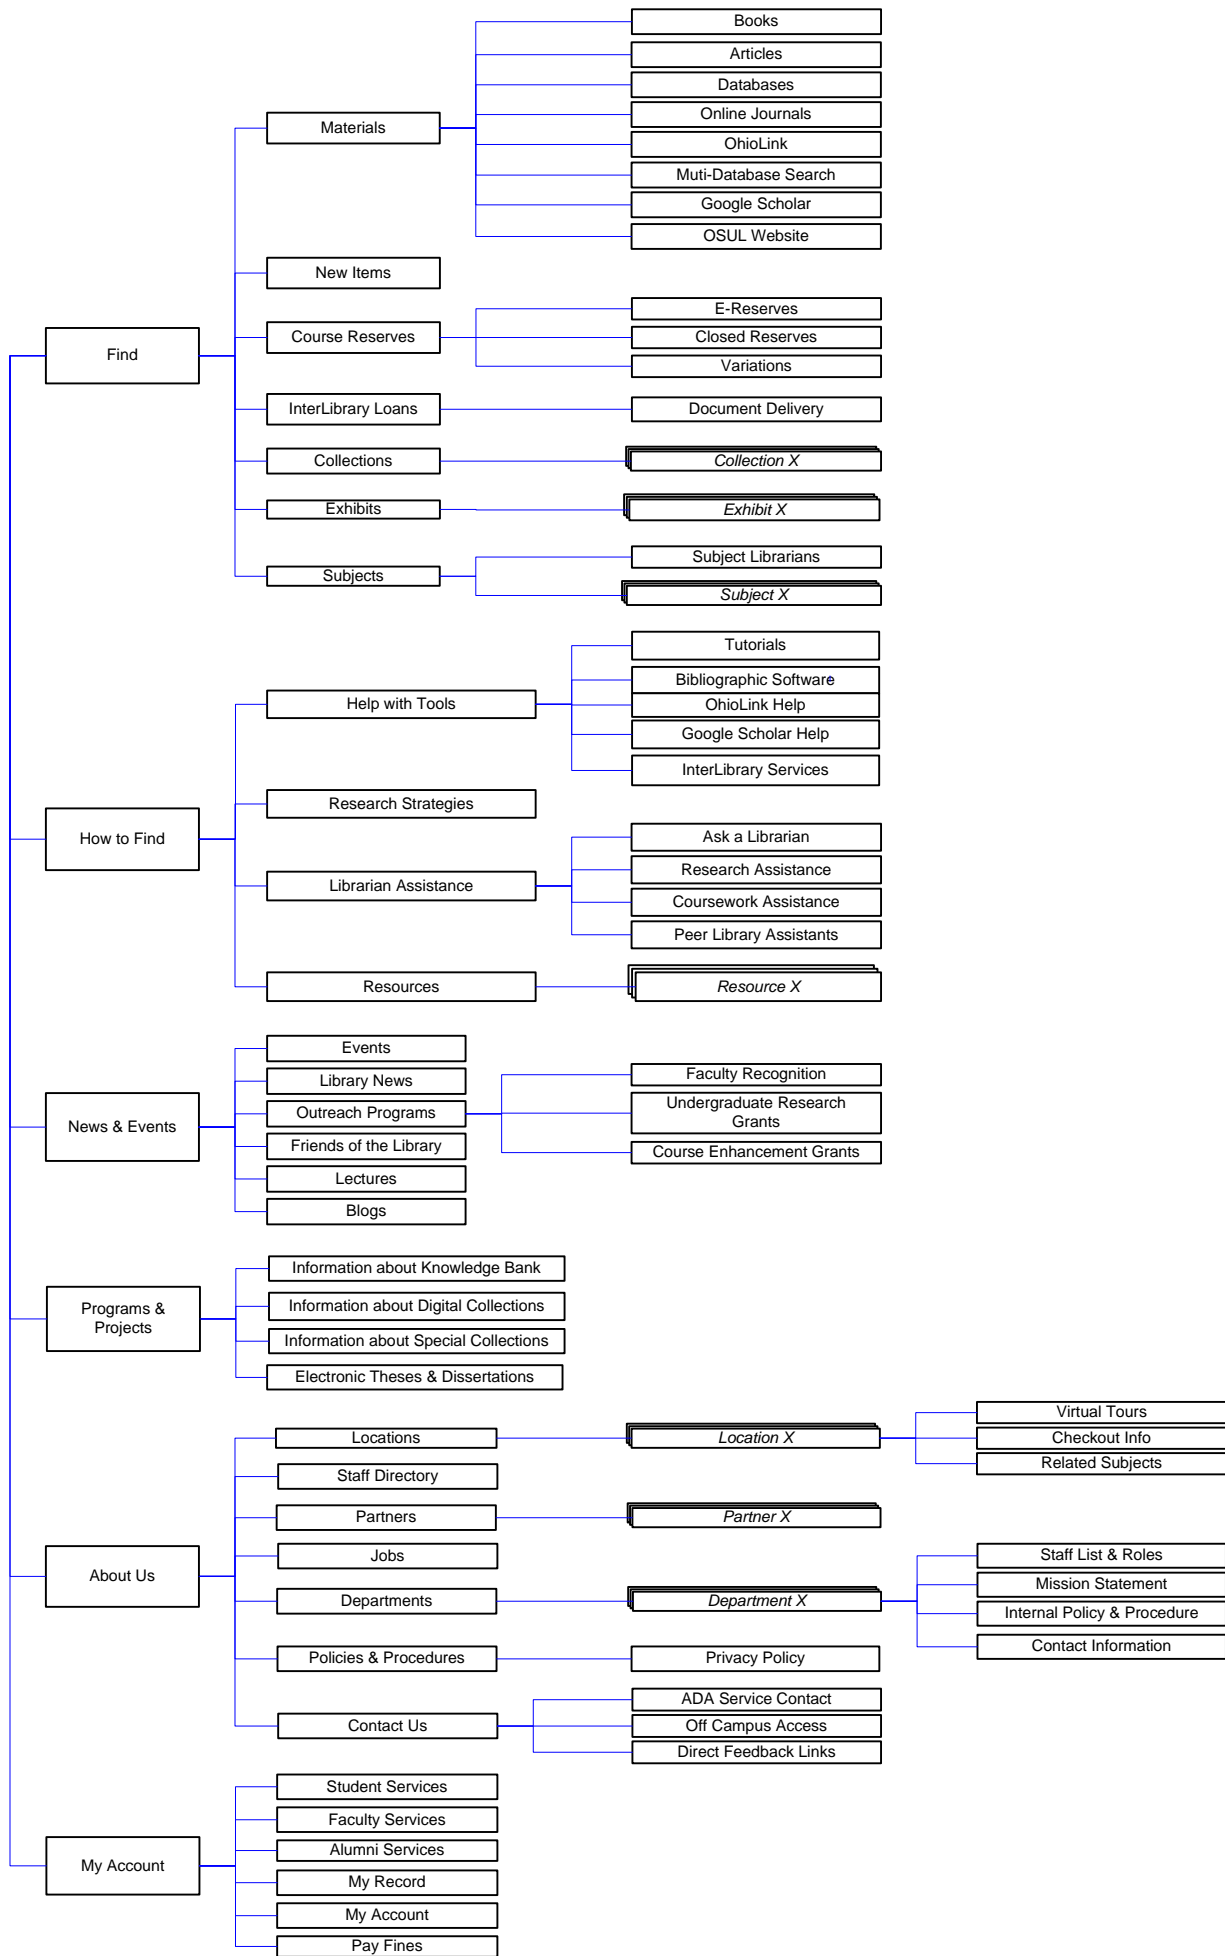 Find
Materials
Books
Articles
Databases
Online Journals
OhioLink
Muti-Database Search
Google Scholar
OSUL Website
New Items
Course Reserves
E-Reserves
Closed Reserves
Variations
InterLibrary Loans
Document Delivery
Collections
Collection X
Exhibits
Exhibit X
Subjects
Subject Librarians
Subject X
How to Find
Help with Tools
Tutorials
Bibliographic Software
OhioLink Help
Google Scholar Help
InterLibrary Services
Research Strategies
Librarian Assistance
Ask a Librarian
Research Assistance
Coursework Assistance
Peer Library Assistants
Resources
Resource X
News & Events
Events
Library News
Outreach Programs
Faculty Recognition
Undergraduate Research
Grants
Course Enhancement Grants
Friends of the Library
Lectures
Blogs
Programs &
Projects
Information about Knowledge Bank
Information about Digital Collections
Information about Special Collections
Electronic Theses & Dissertations
About Us
Locations
Location X
Virtual Tours
Checkout Info
Related Subjects
Staff Directory
Partners
Partner X
Jobs
Departments
Department X
Staff List & Roles
Mission Statement
Internal Policy & Procedure
Contact Information
Policies & Procedures
Privacy Policy
Contact Us
ADA Service Contact
Off Campus Access
Direct Feedback Links
My Account
Student Services
Faculty Services
Alumni Services
My Record
My Account
Pay Fines